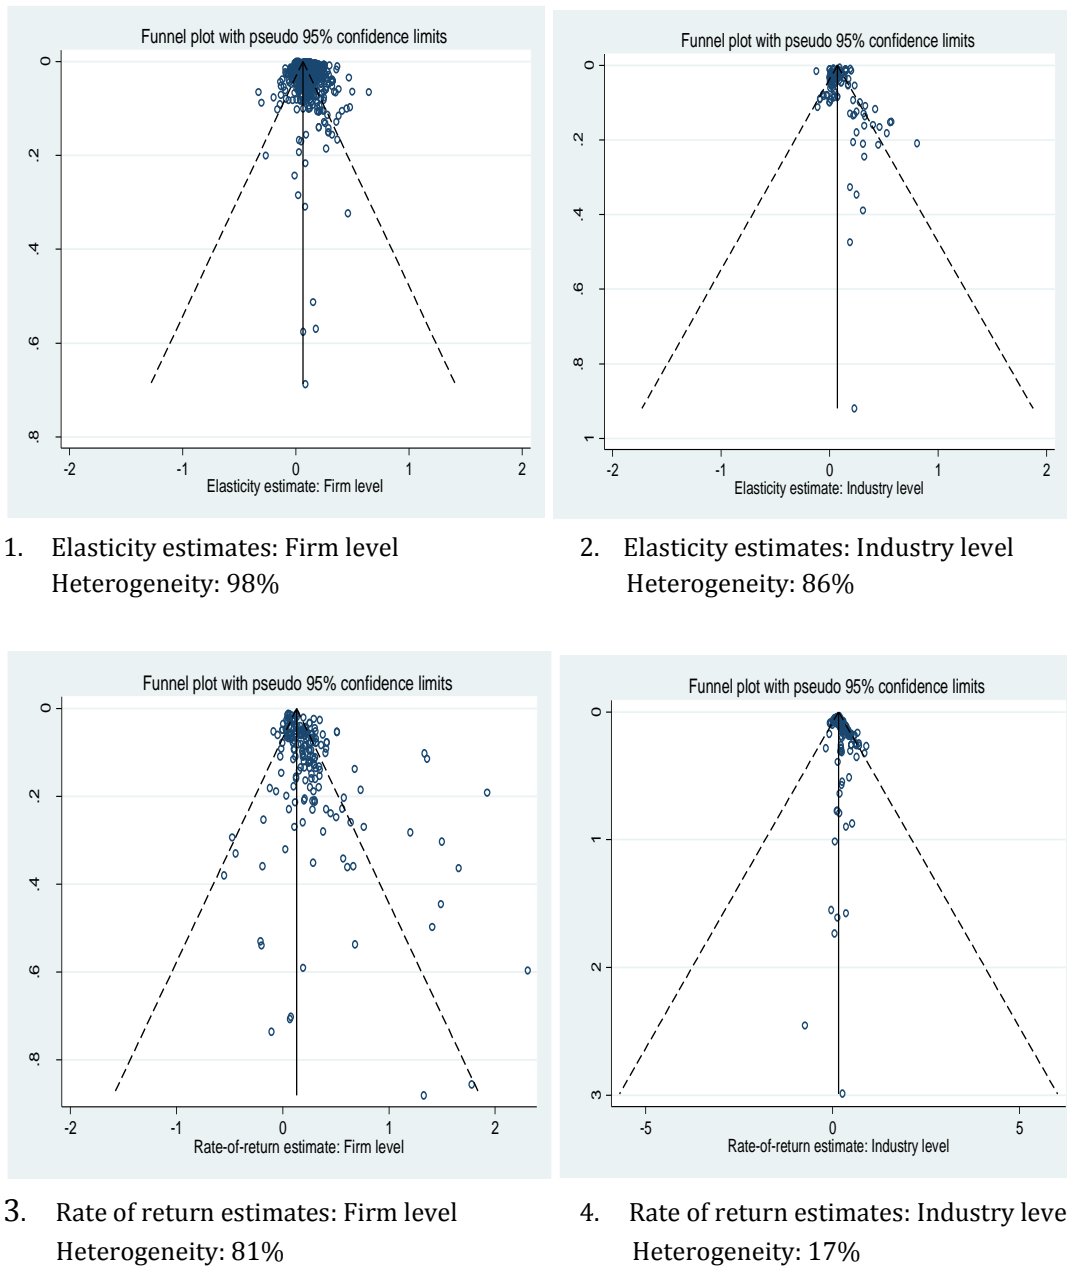 Funnel plot with pseudo 95% confidence limits
0
.2
.4
.6
.8
-2 -1 0 1 2
Elasticity estimate: Firm level
Funnel plot with pseudo 95% confidence limits
0
.2
.4
.6
.8
1
-2 -1 0 1 2
Elasticity estimate: Industry level
1. Elasticity estimates: Firm level
Heterogeneity: 98%
2. Elasticity estimates: Industry level
Heterogeneity: 86%
Funnel plot with pseudo 95% confidence limits
0
.2
.4
.6
.8
-2 -1 0 1 2
Rate-of-return estimate: Firm level
Funnel plot with pseudo 95% confidence limits
0
1
2
3
-5 0 5
Rate-of-return estimate: Industry level
3. Rate of return estimates: Firm level
Heterogeneity: 81%
4. Rate of return estimates: Industry leve
Heterogeneity: 17%